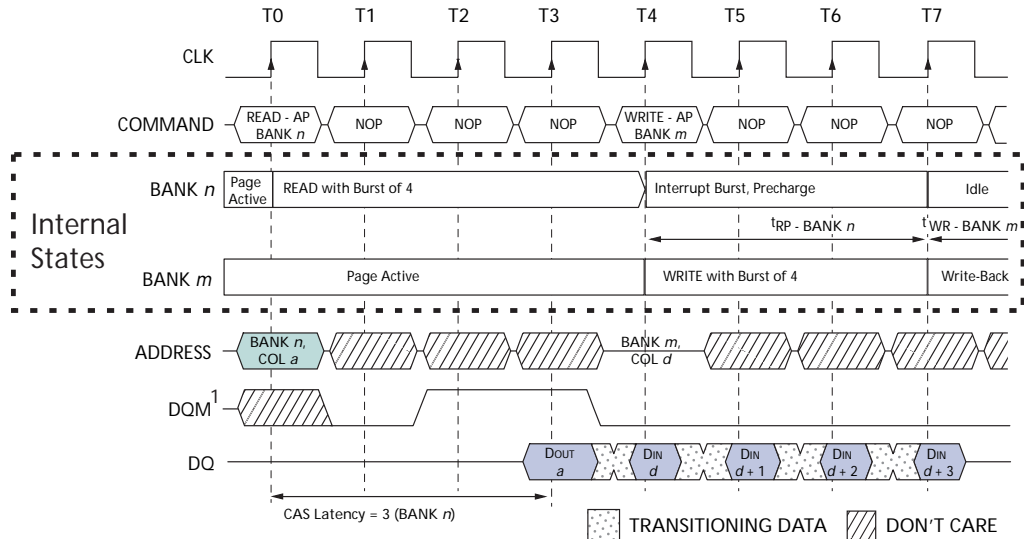 T0 T1 T2 T3 T4 T5 T6 T7
CLK
COMMAND
READ - AP
BANK n
NOP
NOP
NOP
WRITE - AP
BANK m
NOP
NOP
NOP
Internal
States
BANK n
Page
Active
READ with Burst of 4
Interrupt Burst, Precharge
Idle
tRP - BANK n
tWR - BANK m
BANK m
Page Active
WRITE with Burst of 4
Write-Back
ADDRESS
BANK n,
COL a
BANK m,
COL d
DQM1
DQ
DOUT
a
DIN
d
DIN
d + 1
DIN
d + 2
DIN
d + 3
CAS Latency = 3 (BANK n)
TRANSITIONING DATA
DON'T CARE